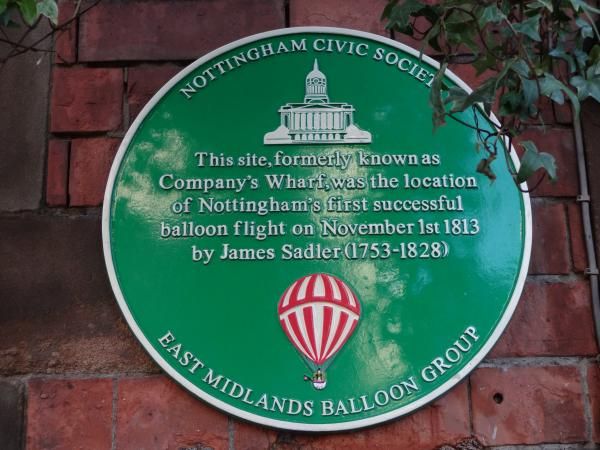 NOTTINGHAM CIVIC SOCIETY
This site, formerly known as
Company's Wharf, was the location
of Nottingham's first successful
balloon flight on November 1st 1813
by James Sadler (1753-1828)
EAST MIDLANDS BALLOON GROUP